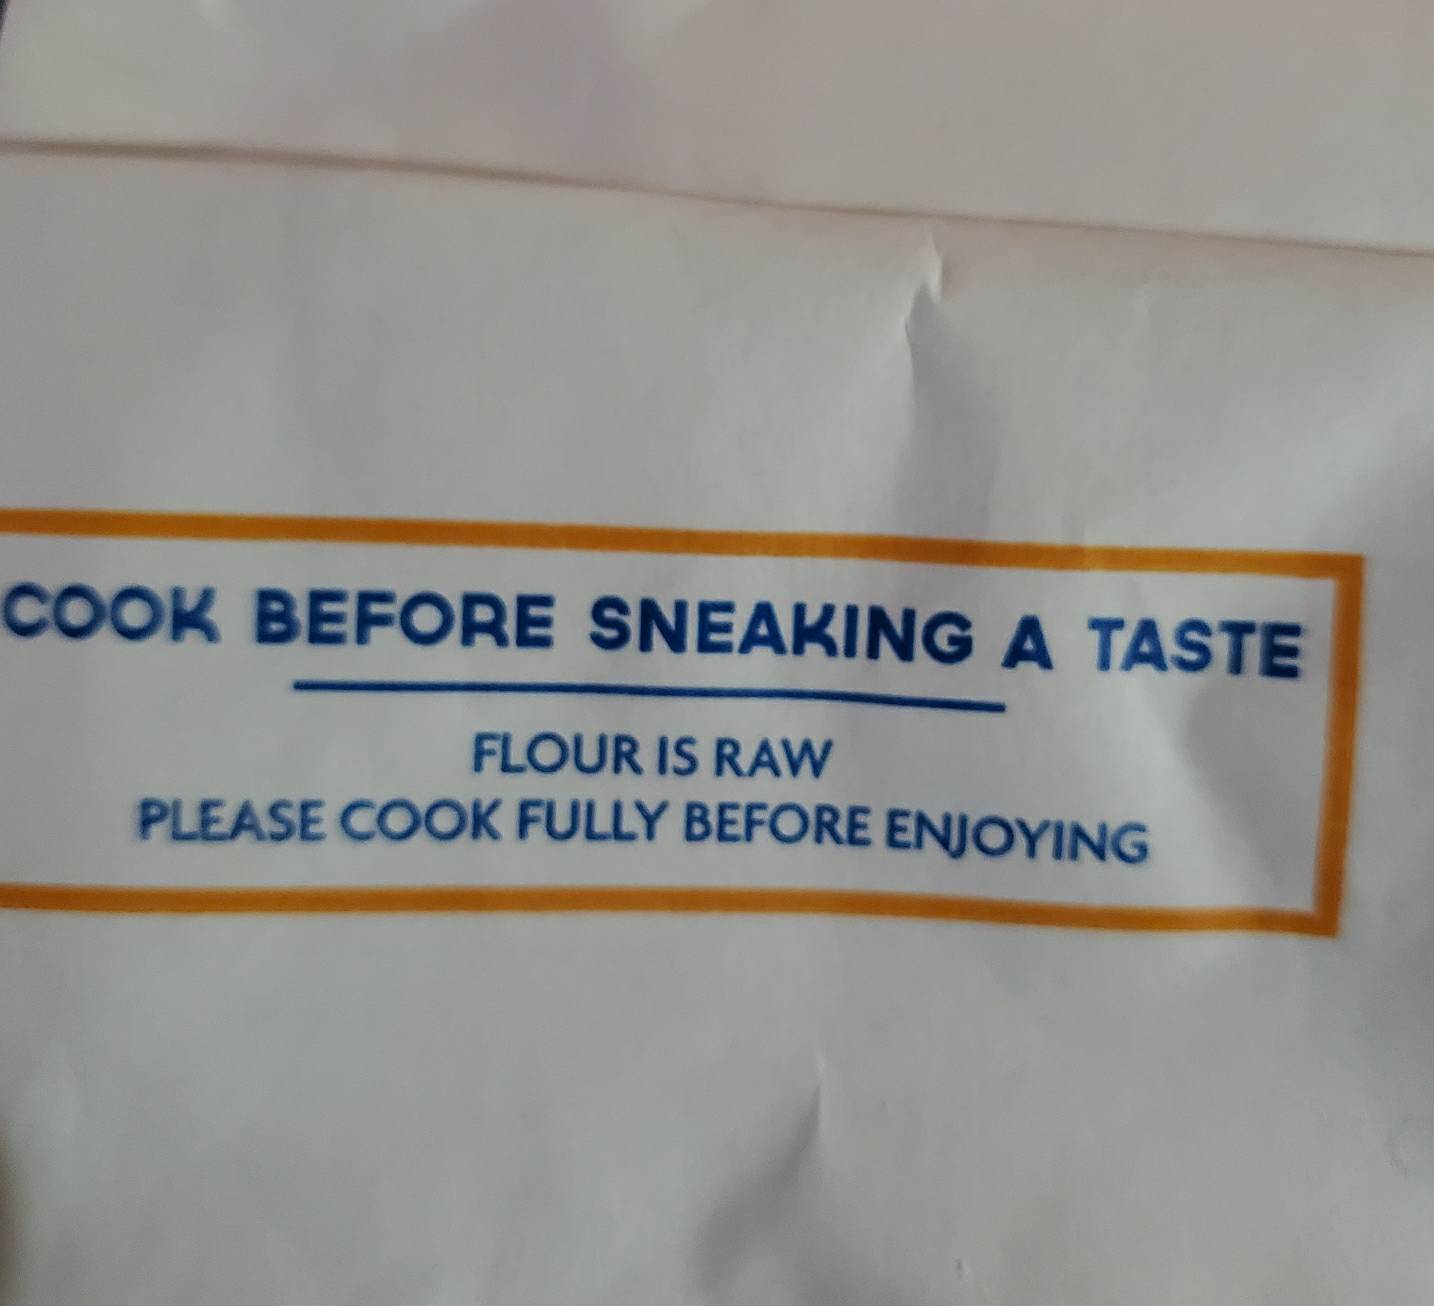 COOK BEFORE SNEAKING A TASTE
FLOUR IS RAW
PLEASE COOK FULLY BEFORE ENJOYING